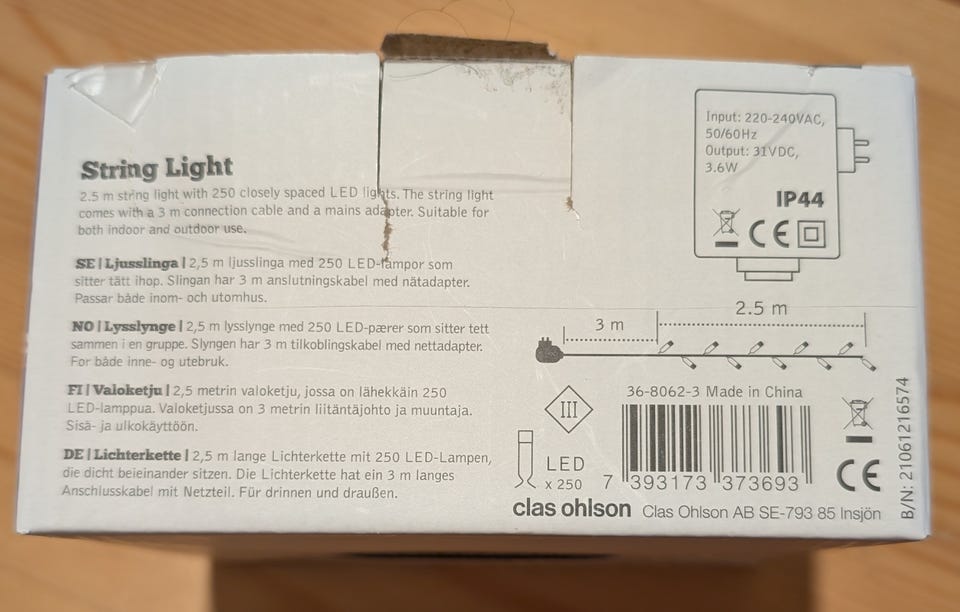 String Light
2.5 m string light with 250 closely spaced LED lights. The string light
comes with a 3 m connection cable and a mains adapter. Suitable for
both indoor and outdoor use.
SE | Ljusslinga | 2,5 m ljusslinga med 250 LED-lampor som
sitter tätt ihop. Slingan har 3 m anslutningskabel med nätadapter.
Passar både inom- och utomhus.
NO | Lysslynge | 2,5 m lysslynge med 250 LED-pærer som sitter tett
sammen i en gruppe. Slyngen har 3 m tilkoblingskabel med nettadapter.
For både inne- og utebruk.
FI | Valoketju | 2,5 metrin valoketju, jossa on lähekkäin 250
LED-lamppua. Valoketjussa on 3 metrin liitäntäjohto ja muuntaja.
Sisä- ja ulkokäyttöön.
DE | Lichterkette | 2,5 m lange Lichterkette mit 250 LED-Lampen,
die dicht beieinander sitzen. Die Lichterkette hat ein 3 m langes
Anschlusskabel mit Netzteil. Für drinnen und draußen.
Input: 220-240VAC,
50/60Hz
Output: 31VDC,
3.6W
IP44
CE
3 m
2.5 m
36-8062-3 Made in China
III
LED
x 250
7 393173 373693
CE
clas ohlson Clas Ohlson AB SE-793 85 Insjön
B/N: 21061216574